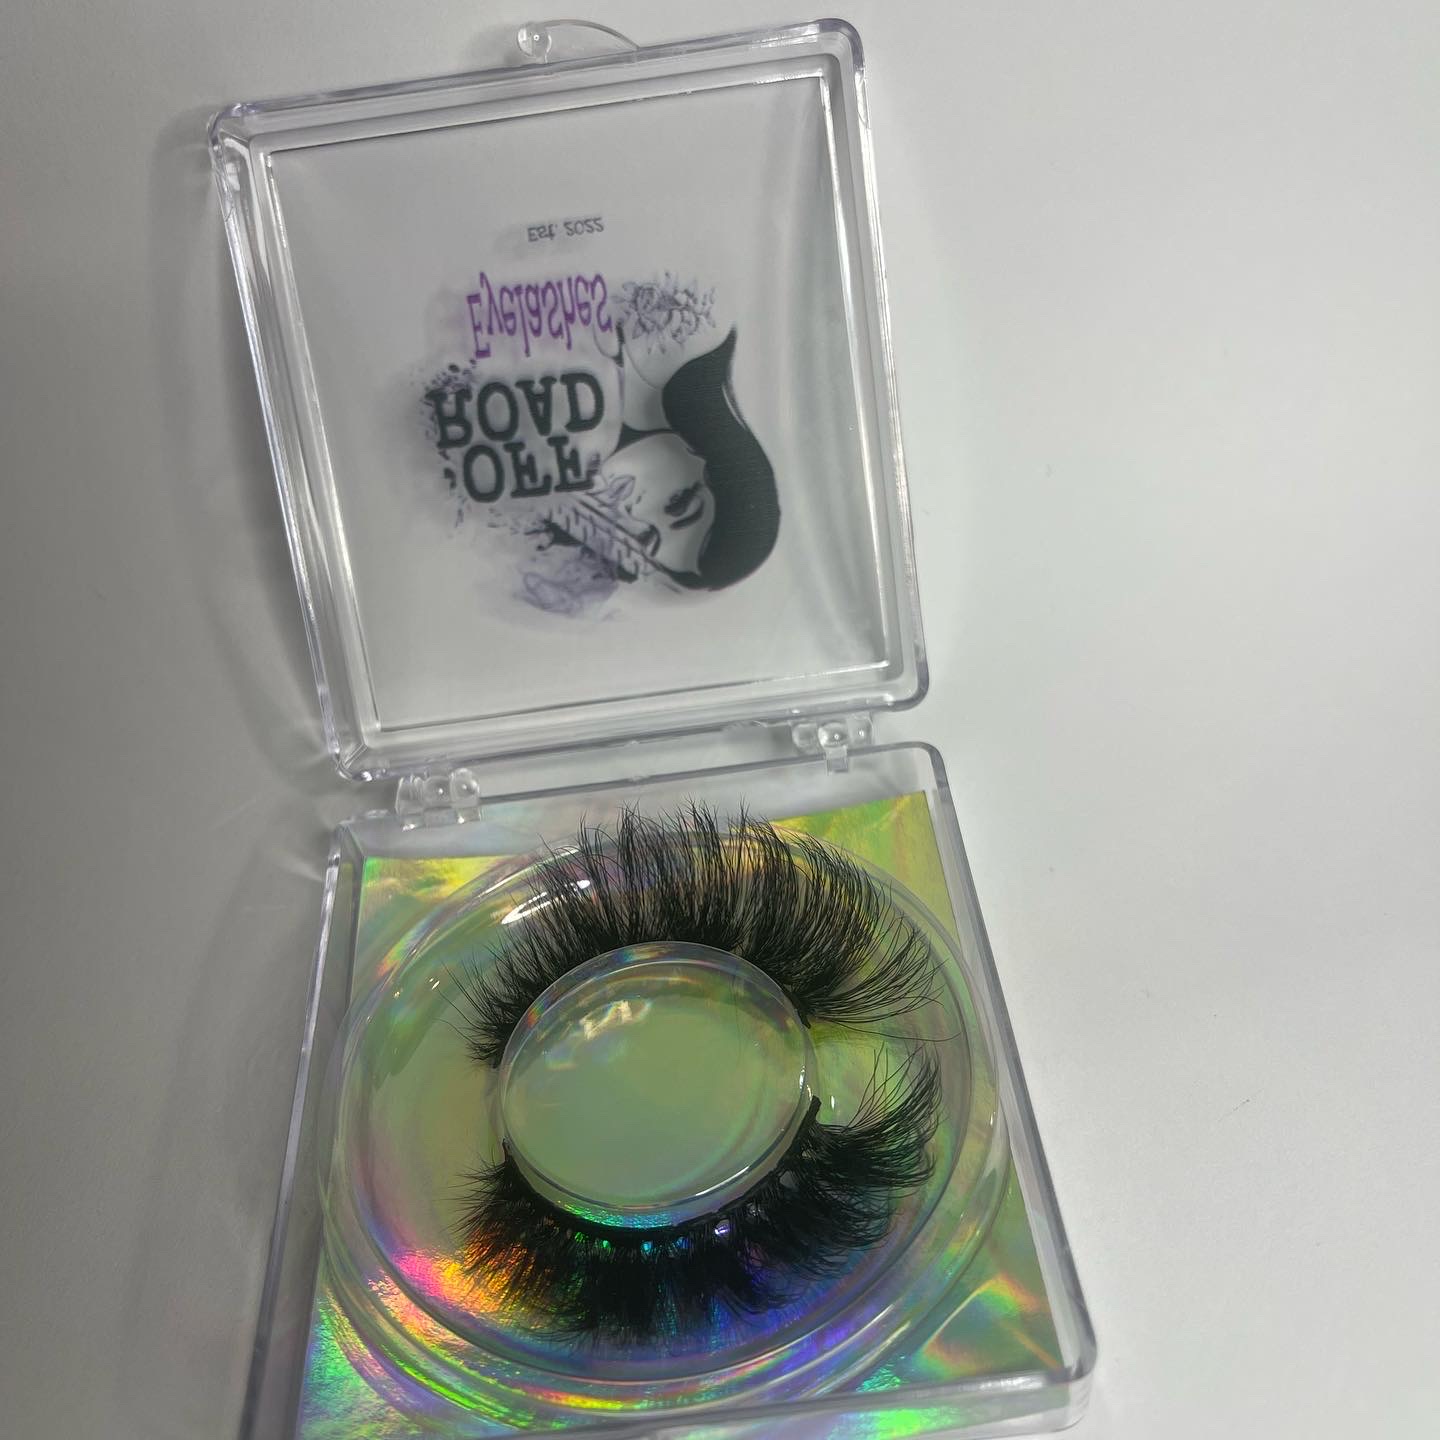 OFF
ROAD
Eyelashes
Est. 2022